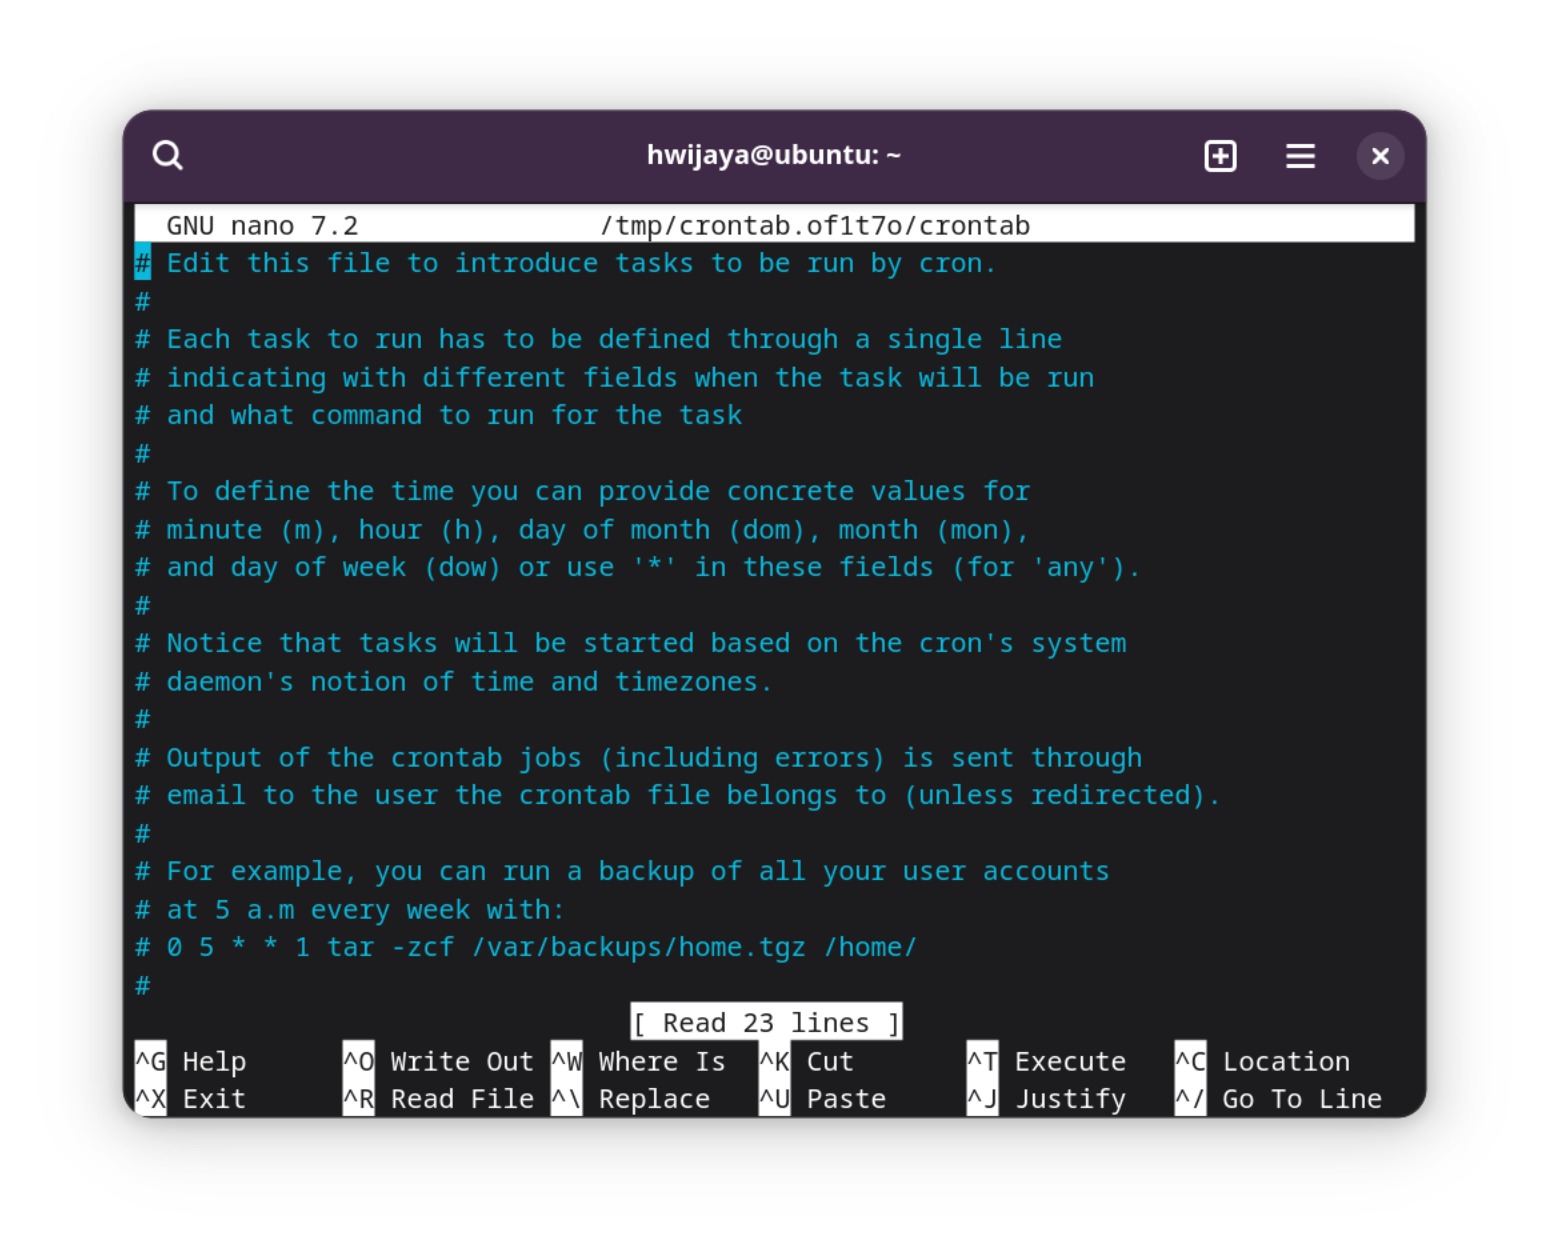 hwijaya@ubuntu: ~
GNU nano 7.2 /tmp/crontab.of1t7o/crontab
# Edit this file to introduce tasks to be run by cron.
#
# Each task to run has to be defined through a single line
# indicating with different fields when the task will be run
# and what command to run for the task
#
# To define the time you can provide concrete values for
# minute (m), hour (h), day of month (dom), month (mon),
# and day of week (dow) or use '*' in these fields (for 'any').
#
# Notice that tasks will be started based on the cron's system
# daemon's notion of time and timezones.
#
# Output of the crontab jobs (including errors) is sent through
# email to the user the crontab file belongs to (unless redirected).
#
# For example, you can run a backup of all your user accounts
# at 5 a.m every week with:
# 0 5 * * 1 tar -zcf /var/backups/home.tgz /home/
#
[ Read 23 lines ]
^G Help ^O Write Out ^W Where Is ^K Cut ^T Execute ^C Location
^X Exit ^R Read File ^\ Replace ^U Paste ^J Justify ^/ Go To Line